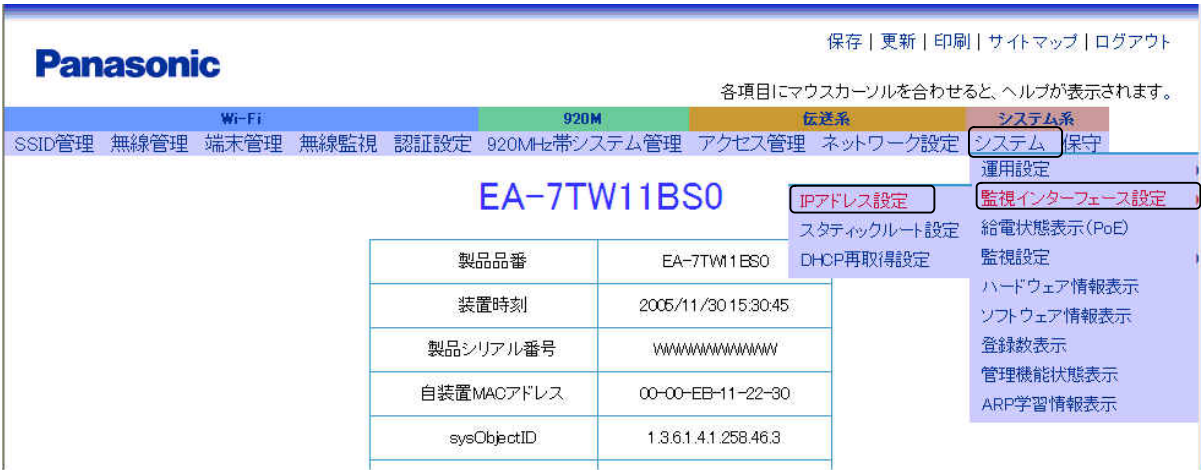 保存 | 更新 | 印刷 | サイトマップ | ログアウト
Panasonic
各項目にマウスカーソルを合わせると、ヘルプが表示されます。
Wi-Fi 920M 伝送系 システム系
SSID管理 無線管理 端末管理 無線監視 認証設定 920MHz帯システム管理 アクセス管理 ネットワーク設定 システム 保守
運用設定
EA-7TW11BS0
IPアドレス設定 監視インターフェース設定
スタティックルート設定 給電状態表示(PoE)
製品品番 EA-7TW11BS0 DHCP再取得設定 監視設定
ハードウェア情報表示
装置時刻 2005/11/30 15:30:45
ソフトウェア情報表示
製品シリアル番号 WWWWWWWWWWW 登録数表示
管理機能状態表示
自装置MACアドレス 00-00-EB-11-22-30
ARP学習情報表示
sysObjectID 1.3.6.1.4.1.258.46.3